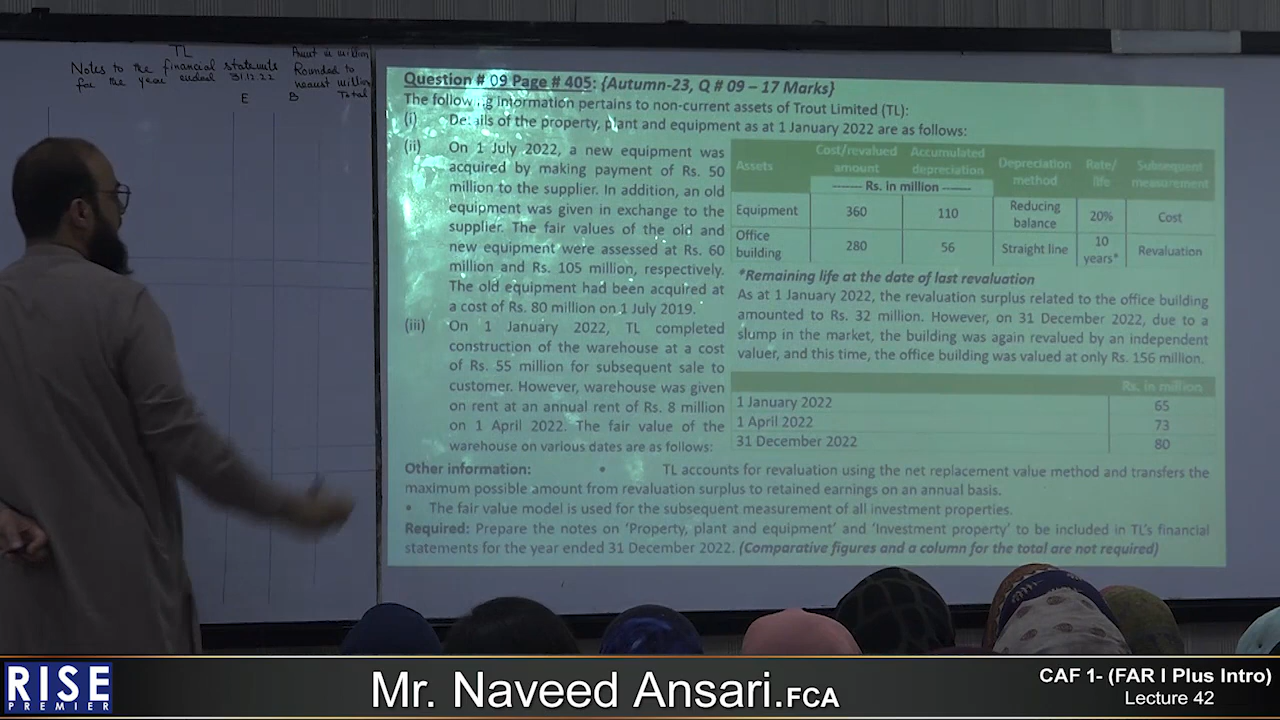 TL
Notes to the financial statements
for the year ended 31.12.22
Rounded to
nearest million
E B Total
Question # 09 Page # 405: {Autumn-23, Q # 09 – 17 Marks}
The following information pertains to non-current assets of Trout Limited (TL):
(i) Details of the property, plant and equipment as at 1 January 2022 are as follows:
(ii) On 1 July 2022, a new equipment was
acquired by making payment of Rs. 50
million to the supplier. In addition, an old
equipment was given in exchange to the
supplier. The fair values of the old and
new equipment were assessed at Rs. 60
million and Rs. 105 million, respectively.
The old equipment had been acquired at
a cost of Rs. 80 million on 1 July 2019.
(iii) On 1 January 2022, TL completed
construction of the warehouse at a cost
of Rs. 55 million for subsequent sale to
customer. However, warehouse was given
on rent at an annual rent of Rs. 8 million
on 1 April 2022. The fair value of the
warehouse on various dates are as follows:
Assets
Cost/revalued
amount
Accumulated
depreciation
Depreciation
method
Rate/
life
Subsequent
measurement
-------- Rs. in million --------
Equipment 360 110 Reducing
balance 20% Cost
Office
building 280 56 Straight line 10
years* Revaluation
*Remaining life at the date of last revaluation
As at 1 January 2022, the revaluation surplus related to the office building
amounted to Rs. 32 million. However, on 31 December 2022, due to a
slump in the market, the building was again revalued by an independent
valuer, and this time, the office building was valued at only Rs. 156 million.
Rs. in million
1 January 2022 65
1 April 2022 73
31 December 2022 80
Other information: • TL accounts for revaluation using the net replacement value method and transfers the
maximum possible amount from revaluation surplus to retained earnings on an annual basis.
• The fair value model is used for the subsequent measurement of all investment properties.
Required: Prepare the notes on 'Property, plant and equipment' and 'Investment property' to be included in TL's financial
statements for the year ended 31 December 2022. (Comparative figures and a column for the total are not required)
RISE
PREMIER
Mr. Naveed Ansari.FCA
CAF 1- (FAR I Plus Intro)
Lecture 42